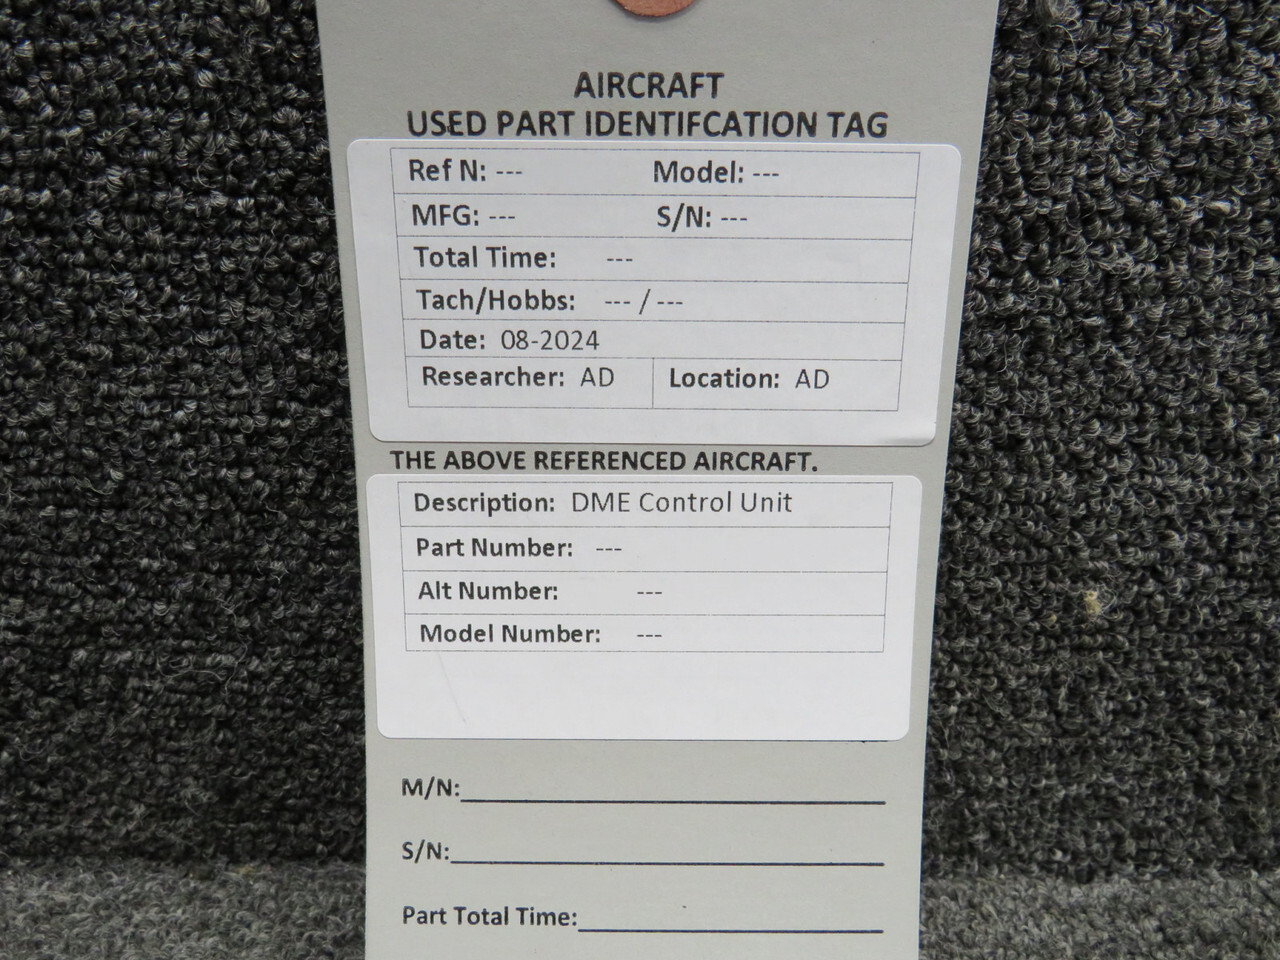 AIRCRAFT
USED PART IDENTIFCATION TAG
Ref N: --- Model: ---
MFG: --- S/N: ---
Total Time: ---
Tach/Hobbs: --- / ---
Date: 08-2024
Researcher: AD Location: AD
THE ABOVE REFERENCED AIRCRAFT.
Description: DME Control Unit
Part Number: ---
Alt Number: ---
Model Number: ---
M/N:
S/N:
Part Total Time: